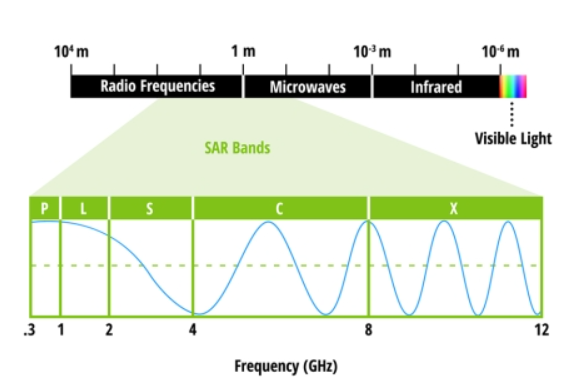 10⁴ m 1 m 10⁻³ m 10⁻⁶ m
Radio Frequencies Microwaves Infrared
Visible Light
SAR Bands
P L S C X
.3 1 2 4 8 12
Frequency (GHz)